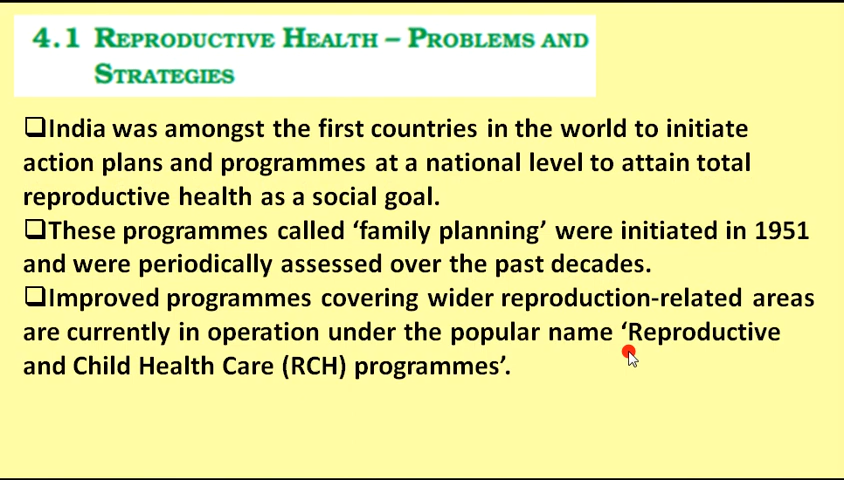 4.1 Reproductive Health – Problems and
Strategies
❑India was amongst the first countries in the world to initiate
action plans and programmes at a national level to attain total
reproductive health as a social goal.
❑These programmes called ‘family planning’ were initiated in 1951
and were periodically assessed over the past decades.
❑Improved programmes covering wider reproduction-related areas
are currently in operation under the popular name ‘Reproductive
and Child Health Care (RCH) programmes’.